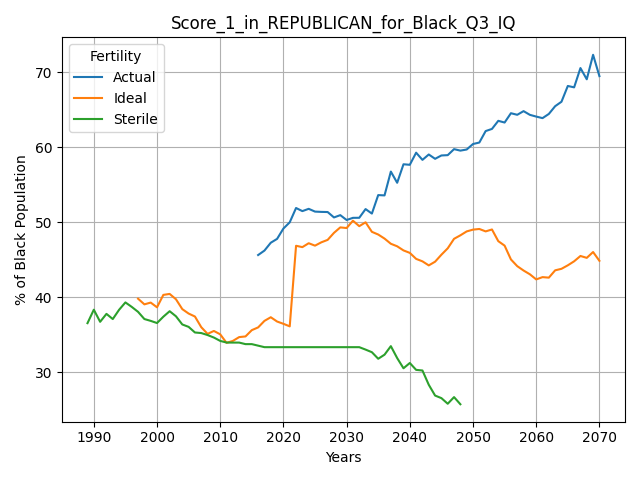 Score_1_in_REPUBLICAN_for_Black_Q3_IQ
Fertility
Actual
Ideal
Sterile
% of Black Population
70
60
50
40
30
1990 2000 2010 2020 2030 2040 2050 2060 2070
Years